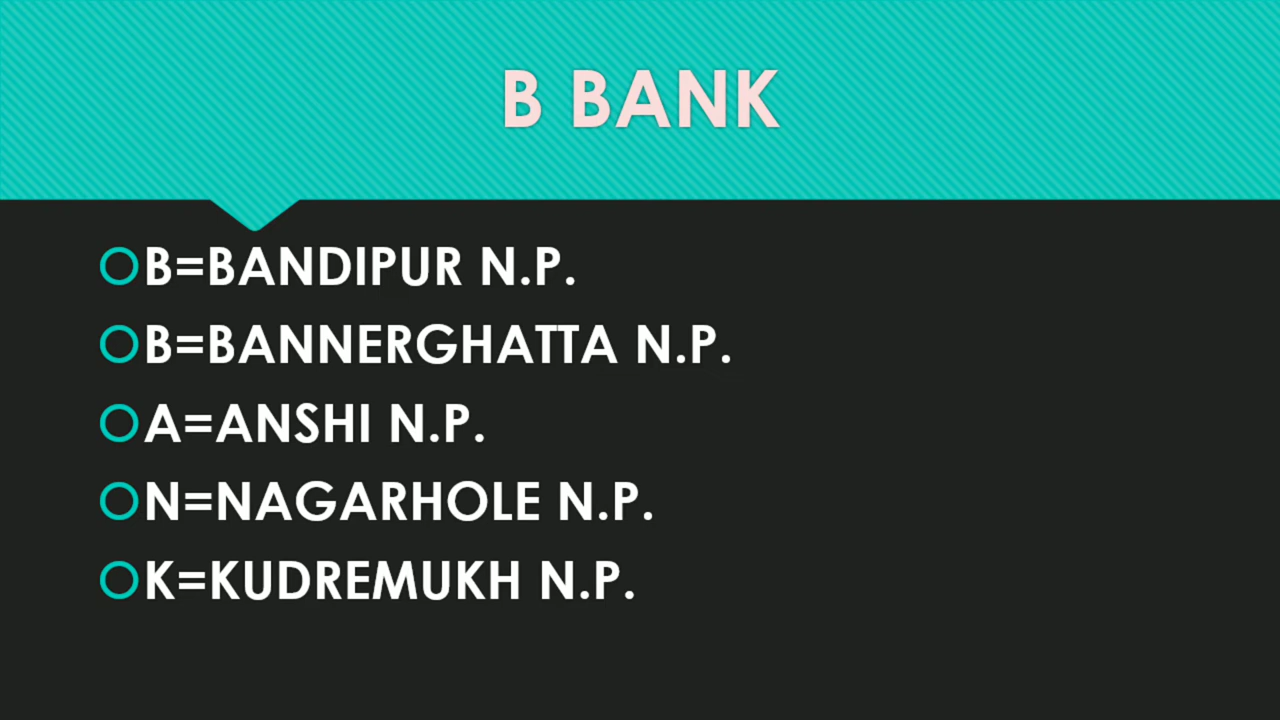 B BANK
B=BANDIPUR N.P.
B=BANNERGHATTA N.P.
A=ANSHI N.P.
N=NAGARHOLE N.P.
K=KUDREMUKH N.P.